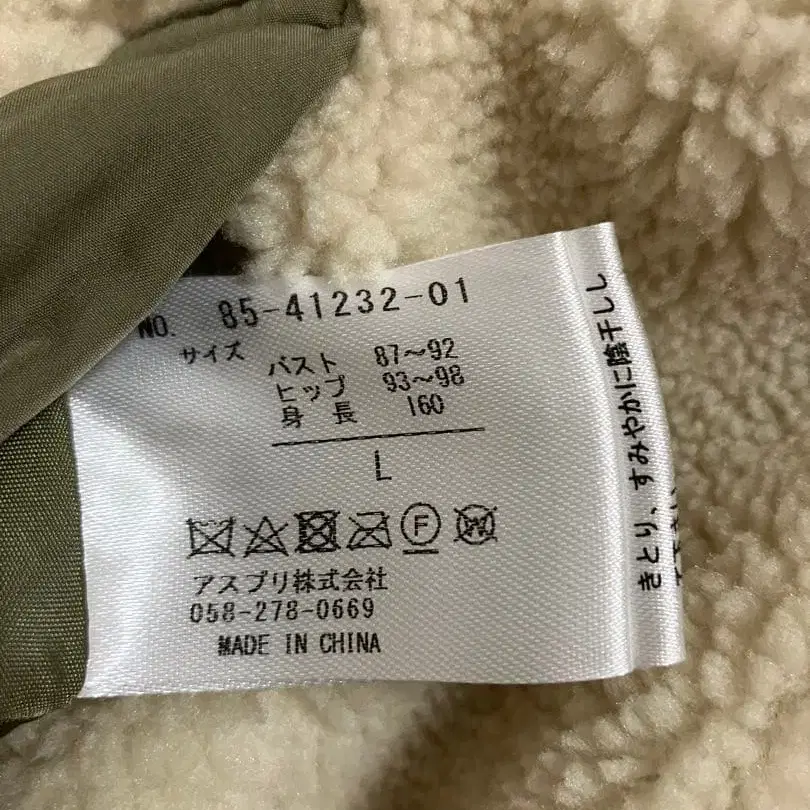 NO. 85-41232-01
サイズ
バスト 87～92
ヒップ 93～98
身長 160
L
F W
アスプリ株式会社
058-278-0669
MADE IN CHINA
きとり、すみやかに陰干しし